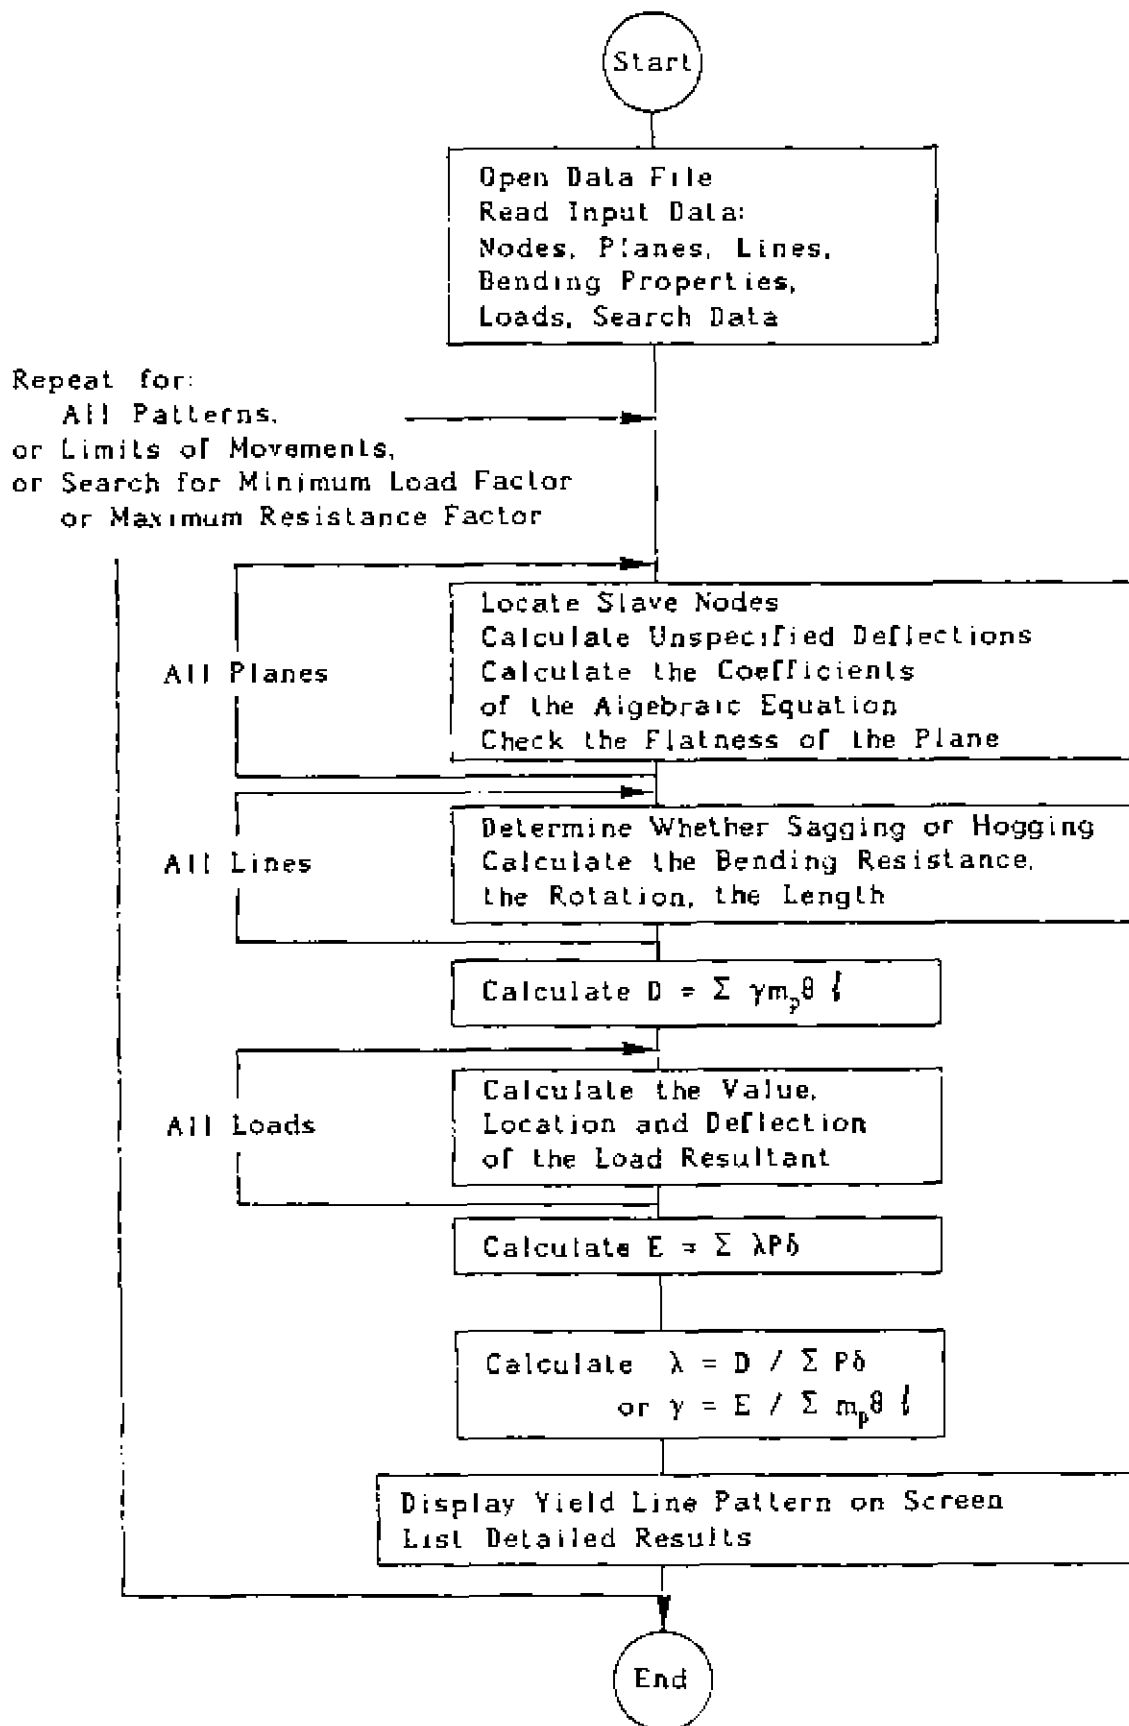 Start
Open Data File
Read Input Data:
Nodes, Planes, Lines,
Bending Properties,
Loads, Search Data
Repeat for:
All Patterns,
or Limits of Movements,
or Search for Minimum Load Factor
or Maximum Resistance Factor
All Planes
Locate Slave Nodes
Calculate Unspecified Deflections
Calculate the Coefficients
of the Algebraic Equation
Check the Flatness of the Plane
All Lines
Determine Whether Sagging or Hogging
Calculate the Bending Resistance,
the Rotation, the Length
Calculate D = Σ γmₚθ ℓ
All Loads
Calculate the Value,
Location and Deflection
of the Load Resultant
Calculate E = Σ λPδ
Calculate λ = D / Σ Pδ
or γ = E / Σ mₚθ ℓ
Display Yield Line Pattern on Screen
List Detailed Results
End